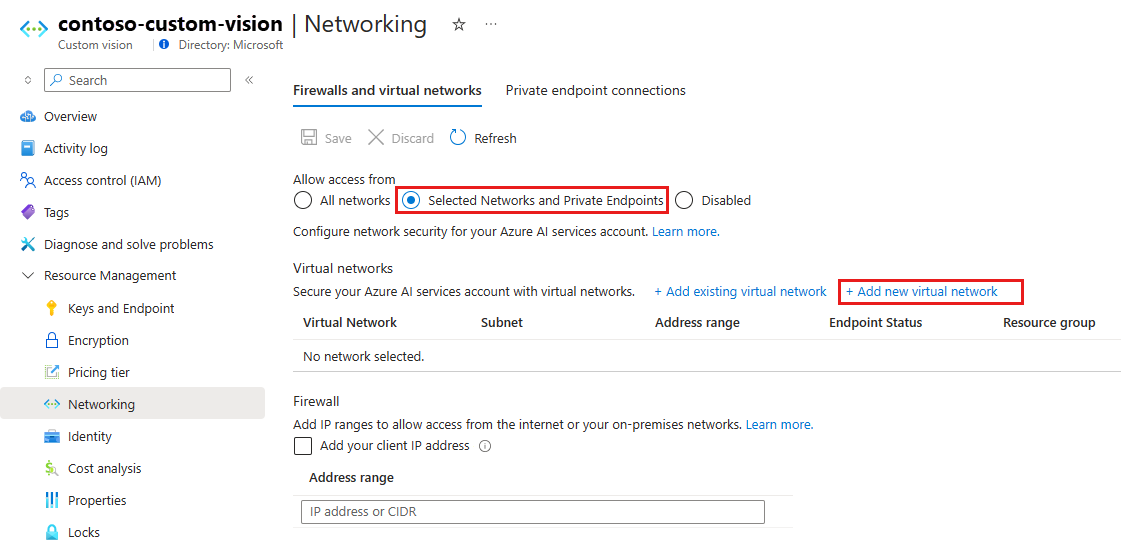 contoso-custom-vision | Networking ☆ ...
Custom vision | Directory: Microsoft
Search
Overview
Activity log
Access control (IAM)
Tags
Diagnose and solve problems
Resource Management
Keys and Endpoint
Encryption
Pricing tier
Networking
Identity
Cost analysis
Properties
Locks
Firewalls and virtual networks Private endpoint connections
Save Discard Refresh
Allow access from
All networks Selected Networks and Private Endpoints Disabled
Configure network security for your Azure AI services account. Learn more.
Virtual networks
Secure your Azure AI services account with virtual networks. + Add existing virtual network + Add new virtual network
Virtual Network Subnet Address range Endpoint Status Resource group
No network selected.
Firewall
Add IP ranges to allow access from the internet or your on-premises networks. Learn more.
Add your client IP address
Address range
IP address or CIDR